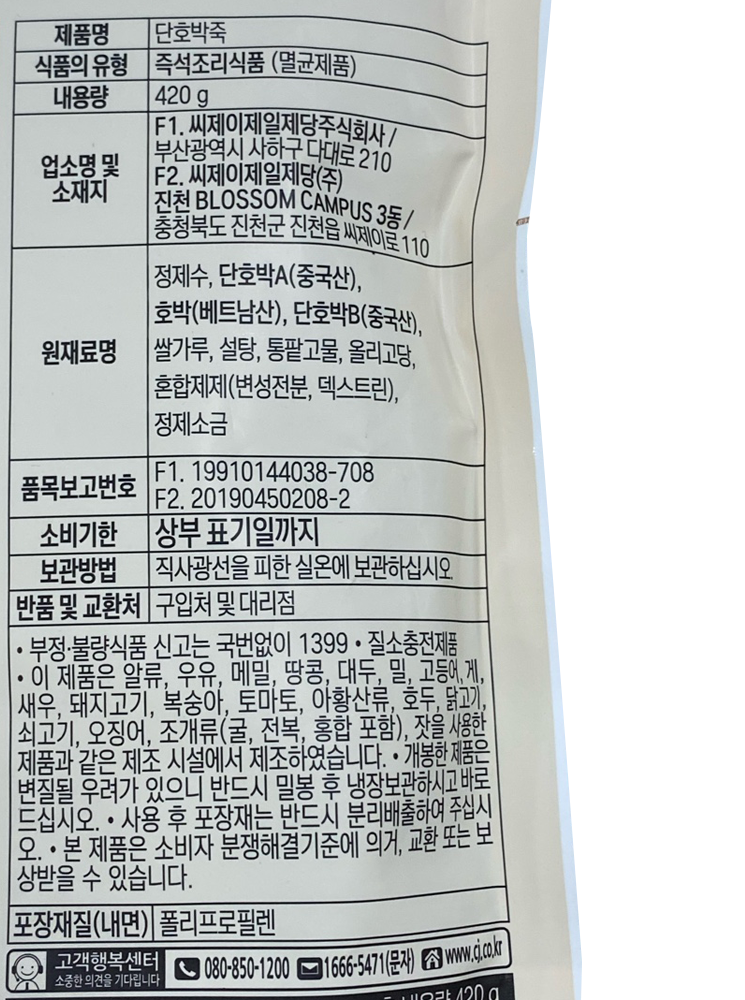 제품명 단호박죽
식품의 유형 즉석조리식품 (멸균제품)
내용량 420 g
업소명 및 소재지
F1. 씨제이제일제당주식회사 /
부산광역시 사하구 다대로 210
F2. 씨제이제일제당(주)
진천 BLOSSOM CAMPUS 3동 /
충청북도 진천군 진천읍 씨제이로 110
원재료명
정제수, 단호박A(중국산),
호박(베트남산), 단호박B(중국산),
쌀가루, 설탕, 통팥고물, 올리고당,
혼합제제(변성전분, 덱스트린),
정제소금
품목보고번호
F1. 19910144038-708
F2. 20190450208-2
소비기한 상부 표기일까지
보관방법 직사광선을 피한 실온에 보관하십시오
반품 및 교환처 구입처 및 대리점
• 부정·불량식품 신고는 국번없이 1399 • 질소충전제품
• 이 제품은 알류, 우유, 메밀, 땅콩, 대두, 밀, 고등어, 게,
새우, 돼지고기, 복숭아, 토마토, 아황산류, 호두, 닭고기,
쇠고기, 오징어, 조개류(굴, 전복, 홍합 포함), 잣을 사용한
제품과 같은 제조 시설에서 제조하였습니다. • 개봉한 제품은
변질될 우려가 있으니 반드시 밀봉 후 냉장보관하시고 바로
드십시오. • 사용 후 포장재는 반드시 분리배출하여 주십시
오. • 본 제품은 소비자 분쟁해결기준에 의거, 교환 또는 보
상받을 수 있습니다.
포장재질(내면) 폴리프로필렌
고객행복센터
소중한 의견을 기다립니다
080-850-1200 1666-5471(문자) www.cj.co.kr
내용량 420 g